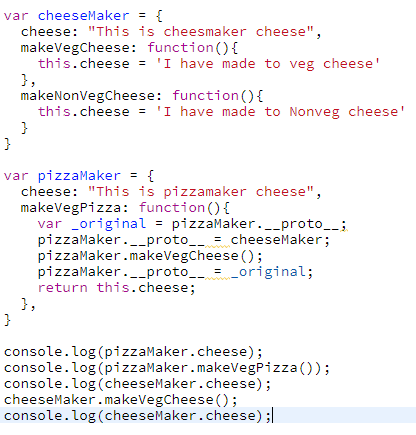 var cheeseMaker = {
  cheese: "This is cheesmaker cheese",
  makeVegCheese: function(){
    this.cheese = 'I have made to veg cheese'
  },
  makeNonVegCheese: function(){
    this.cheese = 'I have made to Nonveg cheese'
  }
}

var pizzaMaker = {
  cheese: "This is pizzamaker cheese",
  makeVegPizza: function(){
    var _original = pizzaMaker.__proto__;
    pizzaMaker.__proto__ = cheeseMaker;
    pizzaMaker.makeVegCheese();
    pizzaMaker.__proto__ = _original;
    return this.cheese;
  },
}

console.log(pizzaMaker.cheese);
console.log(pizzaMaker.makeVegPizza());
console.log(cheeseMaker.cheese);
cheeseMaker.makeVegCheese();
console.log(cheeseMaker.cheese);